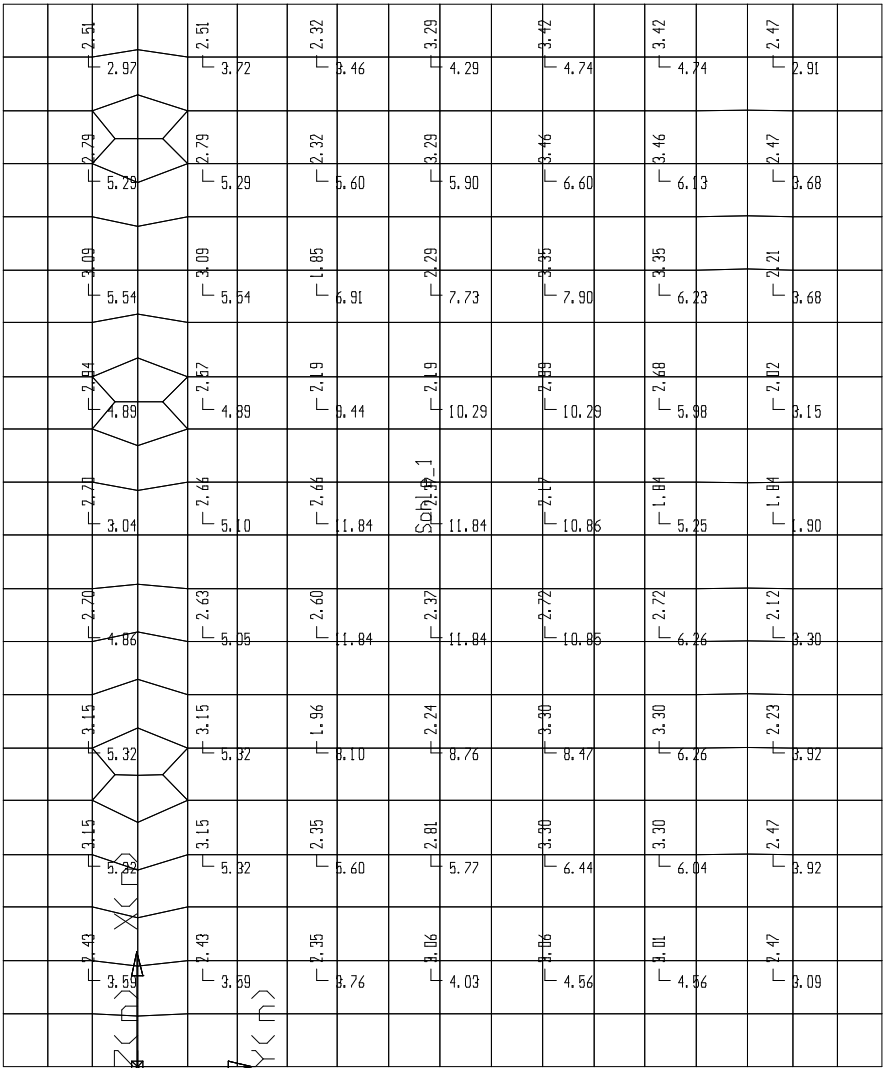 2.51 2.51 2.32 3.29 3.42 3.42 2.47
2.97 3.72 3.46 4.29 4.74 4.74 2.91
2.79 2.79 2.32 3.29 3.46 3.46 2.47
5.29 5.29 5.60 5.90 6.60 6.13 3.68
3.09 3.09 1.85 2.29 3.35 3.35 2.21
5.54 5.54 6.91 7.73 7.90 6.23 3.68
2.94 2.57 2.19 2.19 2.68 2.02
4.89 4.89 9.44 10.29 10.29 5.98 3.15
2.70 2.66 2.66 2.17 1.84 1.84
Sohle_1
3.04 5.10 11.84 11.84 10.86 5.25 1.90
2.70 2.63 2.60 2.37 2.72 2.72 2.12
4.86 5.05 11.84 11.84 10.85 6.26 3.30
3.15 3.15 1.96 2.24 3.30 3.30 2.23
5.32 5.32 8.10 8.76 8.47 6.26 3.92
3.15 3.15 2.35 2.81 3.30 3.30 2.47
5.32 5.32 5.60 5.77 6.44 6.04 3.92
X(m)
2.43 2.43 2.35 3.06 3.06 3.01 2.47
3.59 3.59 3.76 4.03 4.56 4.56 3.09
Z(m) Y(m)